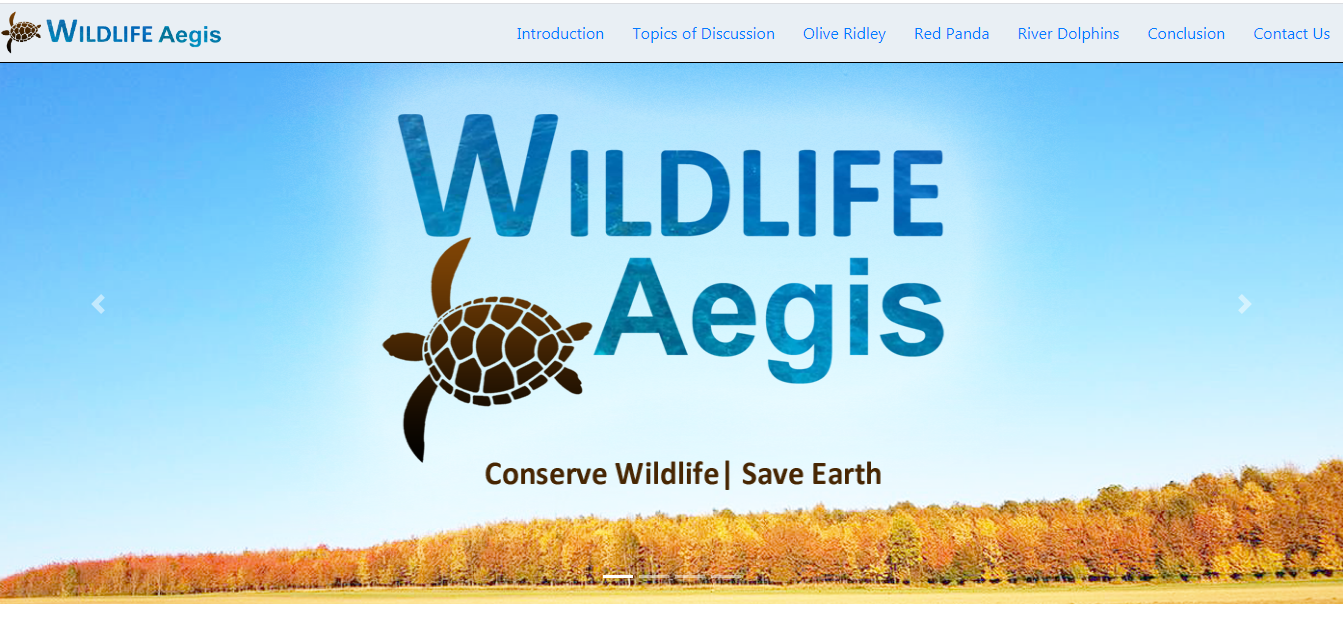 WILDLIFE Aegis
Introduction Topics of Discussion Olive Ridley Red Panda River Dolphins Conclusion Contact Us
WILDLIFE
Aegis
Conserve Wildlife| Save Earth